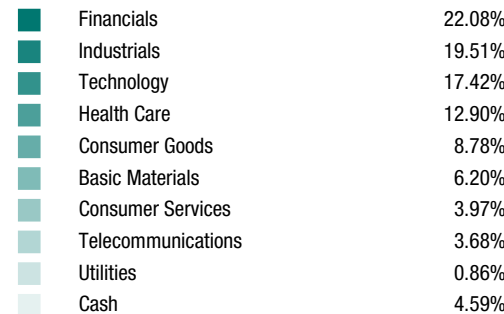 Financials 22.08%
Industrials 19.51%
Technology 17.42%
Health Care 12.90%
Consumer Goods 8.78%
Basic Materials 6.20%
Consumer Services 3.97%
Telecommunications 3.68%
Utilities 0.86%
Cash 4.59%